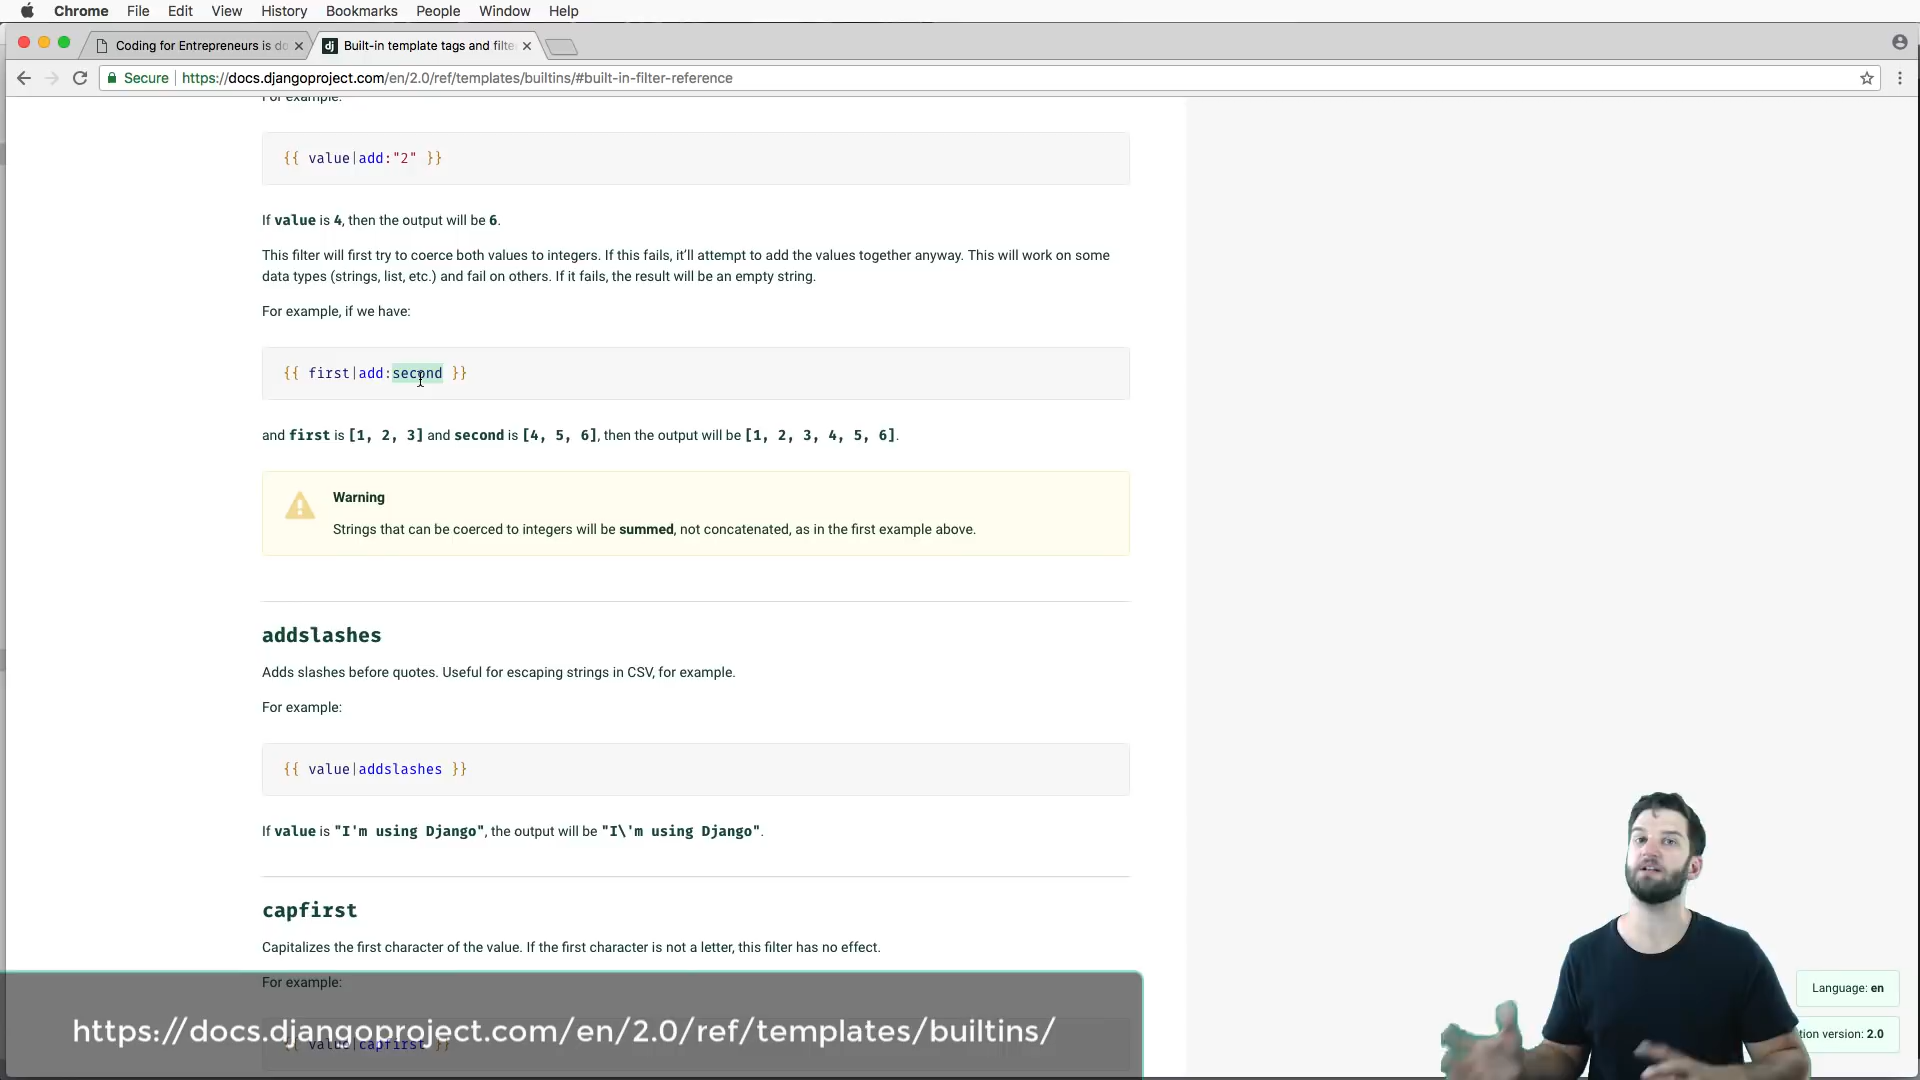 Chrome File Edit View History Bookmarks People Window Help
Coding for Entrepreneurs is do
Built-in template tags and filte
Secure https://docs.djangoproject.com/en/2.0/ref/templates/builtins/#built-in-filter-reference
For example:
{{ value|add:"2" }}
If value is 4, then the output will be 6.
This filter will first try to coerce both values to integers. If this fails, it'll attempt to add the values together anyway. This will work on some
data types (strings, list, etc.) and fail on others. If it fails, the result will be an empty string.
For example, if we have:
{{ first|add:second }}
and first is [1, 2, 3] and second is [4, 5, 6], then the output will be [1, 2, 3, 4, 5, 6].
Warning
Strings that can be coerced to integers will be summed, not concatenated, as in the first example above.
addslashes
Adds slashes before quotes. Useful for escaping strings in CSV, for example.
For example:
{{ value|addslashes }}
If value is "I'm using Django", the output will be "I\'m using Django".
capfirst
Capitalizes the first character of the value. If the first character is not a letter, this filter has no effect.
For example:
{{ value|capfirst }}
https://docs.djangoproject.com/en/2.0/ref/templates/builtins/
Language: en
tion version: 2.0